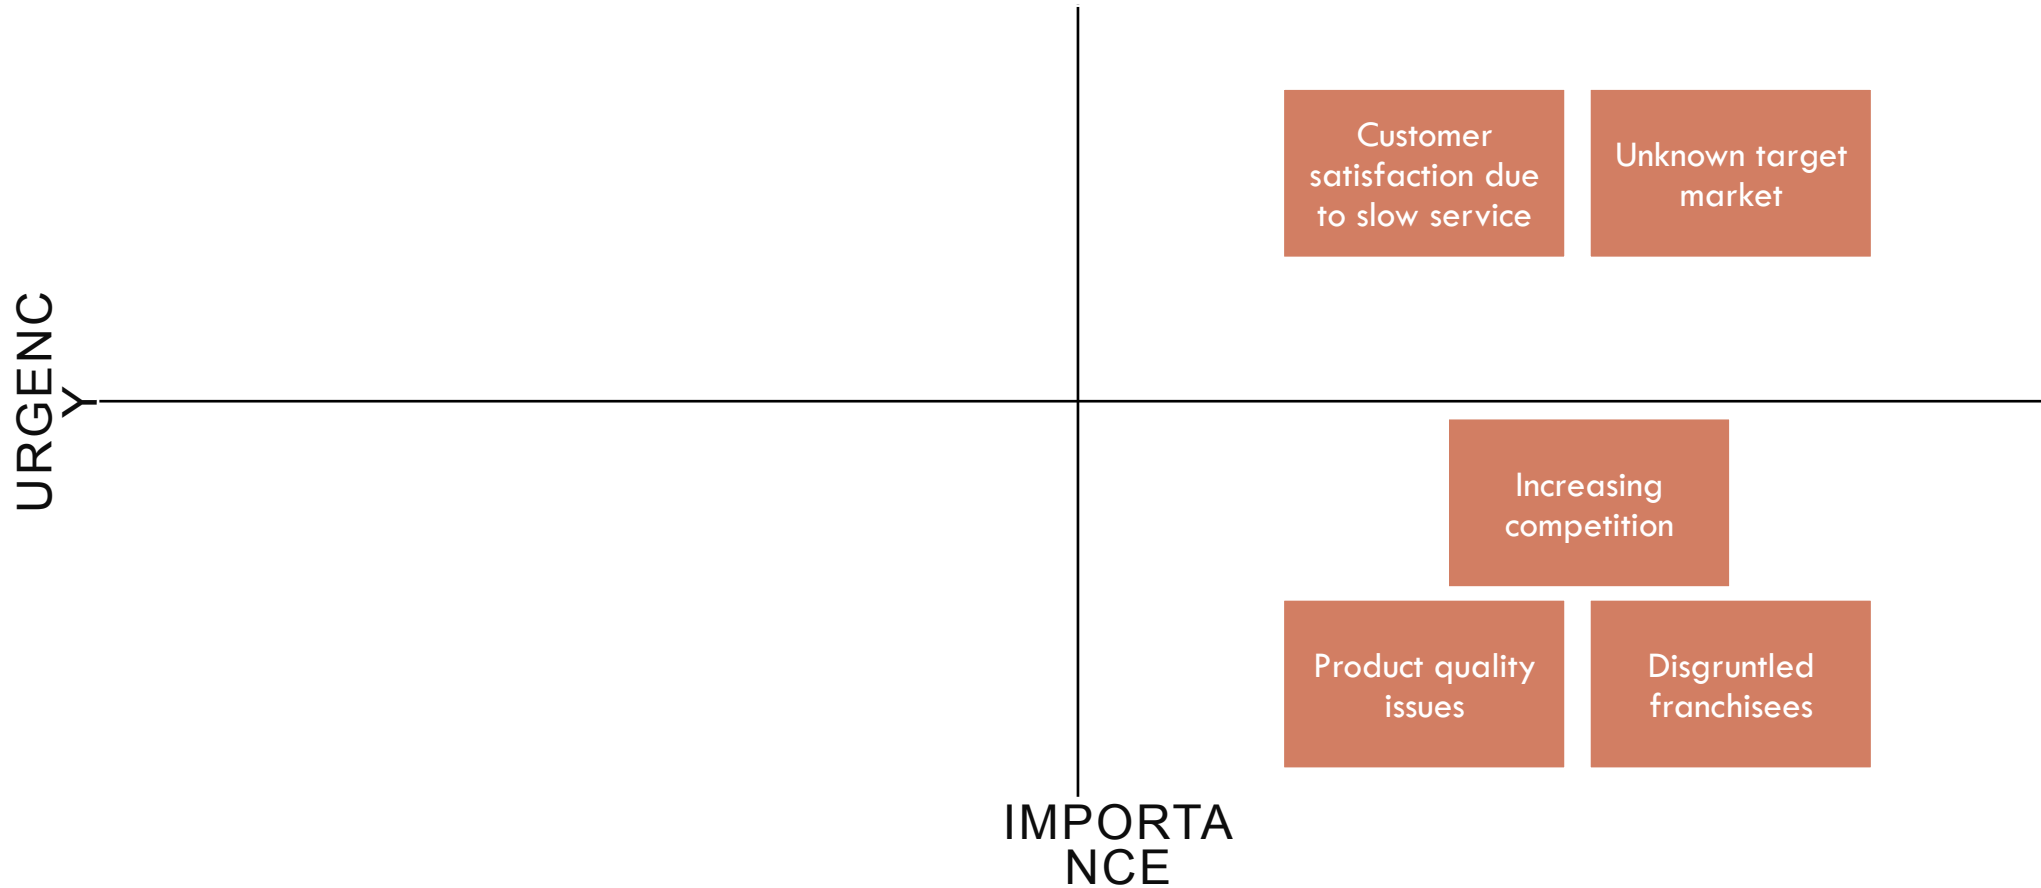 Customer
satisfaction due
to slow service
Unknown target
market
URGENC
Y
Increasing
competition
Product quality
issues
Disgruntled
franchisees
IMPORTA
NCE